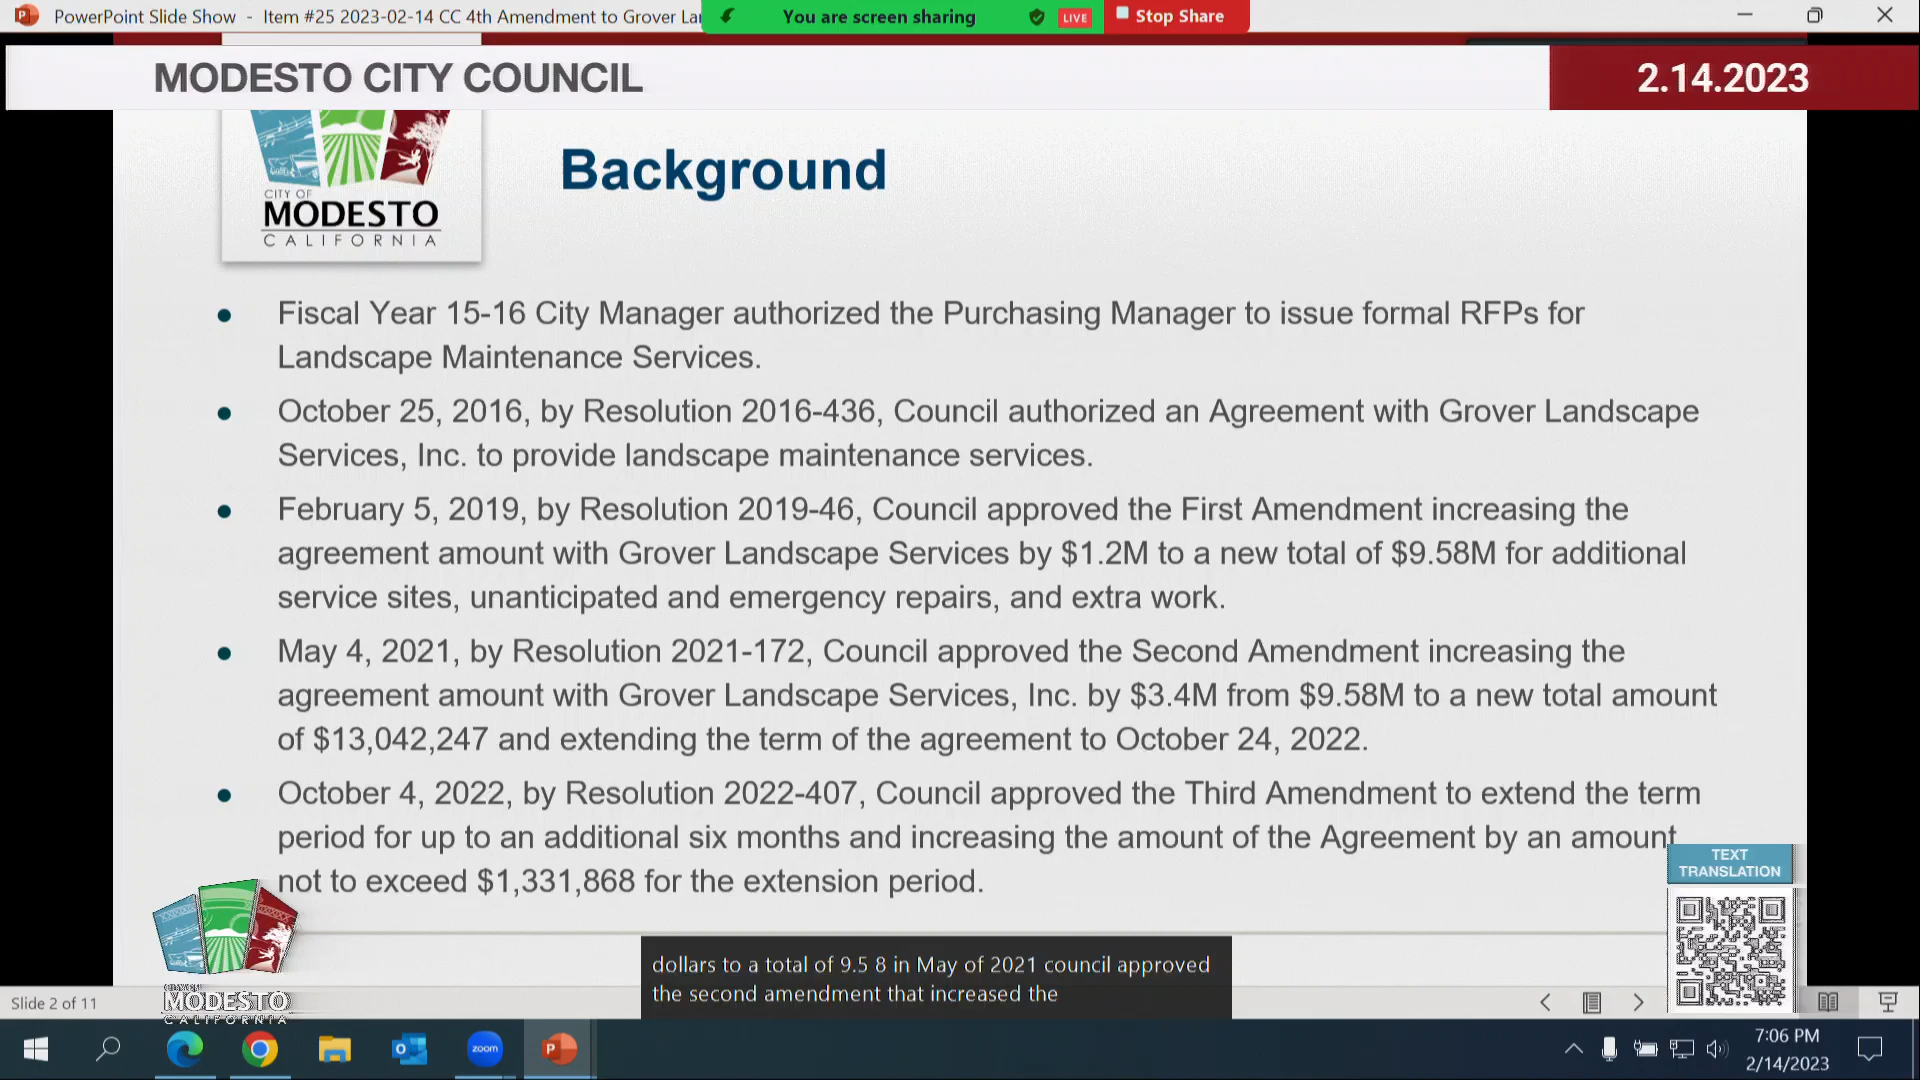 PowerPoint Slide Show - Item #25 2023-02-14 CC 4th Amendment to Grover La
You are screen sharing
LIVE
Stop Share
MODESTO CITY COUNCIL
2.14.2023
CITY OF
MODESTO
CALIFORNIA
Background
• Fiscal Year 15-16 City Manager authorized the Purchasing Manager to issue formal RFPs for
Landscape Maintenance Services.
• October 25, 2016, by Resolution 2016-436, Council authorized an Agreement with Grover Landscape
Services, Inc. to provide landscape maintenance services.
• February 5, 2019, by Resolution 2019-46, Council approved the First Amendment increasing the
agreement amount with Grover Landscape Services by $1.2M to a new total of $9.58M for additional
service sites, unanticipated and emergency repairs, and extra work.
• May 4, 2021, by Resolution 2021-172, Council approved the Second Amendment increasing the
agreement amount with Grover Landscape Services, Inc. by $3.4M from $9.58M to a new total amount
of $13,042,247 and extending the term of the agreement to October 24, 2022.
• October 4, 2022, by Resolution 2022-407, Council approved the Third Amendment to extend the term
period for up to an additional six months and increasing the amount of the Agreement by an amount
not to exceed $1,331,868 for the extension period.
TEXT
TRANSLATION
dollars to a total of 9.5 8 in May of 2021 council approved
the second amendment that increased the
Slide 2 of 11
MODESTO
CALIFORNIA
zoom
7:06 PM
2/14/2023